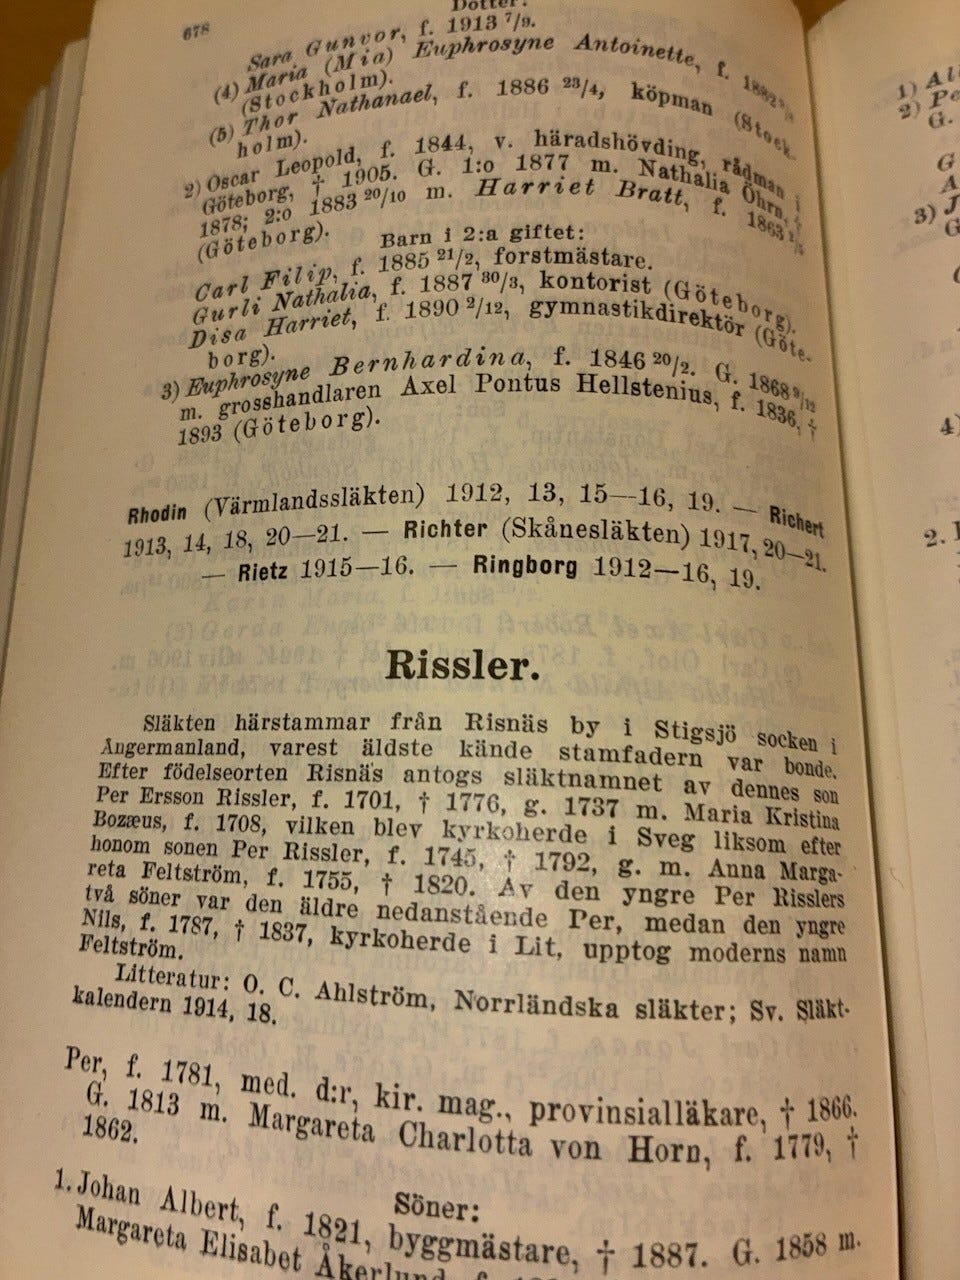 678
Dotter:
Sara Gunvor, f. 1913 7/9.
(4) Maria (Mia) Euphrosyne Antoinette, f. 1882
(Stockholm).
(5) Thor Nathanael, f. 1886 23/4, köpman (Stock-
holm).
2) Oscar Leopold, f. 1844, v. häradshövding, rådman i
Göteborg, † 1905. G. 1:o 1877 m. Nathalia Öhrn, †
1878; 2:o 1883 20/10 m. Harriet Bratt, f. 1863
(Göteborg).
Barn i 2:a giftet:
Carl Filip, f. 1885 21/2, forstmästare.
Gurli Nathalia, f. 1887 30/3, kontorist (Göteborg).
Disa Harriet, f. 1890 2/12, gymnastikdirektör (Göte-
borg).
3) Euphrosyne Bernhardina, f. 1846 20/2. G. 1868 9/12
m. grosshandlaren Axel Pontus Hellstenius, f. 1836, †
1893 (Göteborg).
Rhodin (Värmlandssläkten) 1912, 13, 15—16, 19. — Richert
1913, 14, 18, 20—21. — Richter (Skånesläkten) 1917, 20—21.
— Rietz 1915—16. — Ringborg 1912—16, 19.
Rissler.
Släkten härstammar från Risnäs by i Stigsjö socken i
Ångermanland, varest äldste kände stamfadern var bonde.
Efter födelseorten Risnäs antogs släktnamnet av dennes son
Per Ersson Rissler, f. 1701, † 1776, g. 1737 m. Maria Kristina
Bozæus, f. 1708, vilken blev kyrkoherde i Sveg liksom efter
honom sonen Per Rissler, f. 1745, † 1792, g. m. Anna Marga-
reta Feltström, f. 1755, † 1820. Av den yngre Per Risslers
två söner var den äldre nedanstående Per, medan den yngre
Nils, f. 1787, † 1837, kyrkoherde i Lit, upptog moderns namn
Feltström.
Litteratur: O. C. Ahlström, Norrländska släkter; Sv. Släkt-
kalendern 1914, 18.
Per, f. 1781, med. d:r, kir. mag., provinsialläkare, † 1866.
G. 1813 m. Margareta Charlotta von Horn, f. 1779, †
1862.
Söner:
1. Johan Albert, f. 1821, byggmästare, † 1887. G. 1858 m.
Margareta Elisabet Åkerlund, f.
1)
2)
G.
G
A
3) J
G
4)
2.